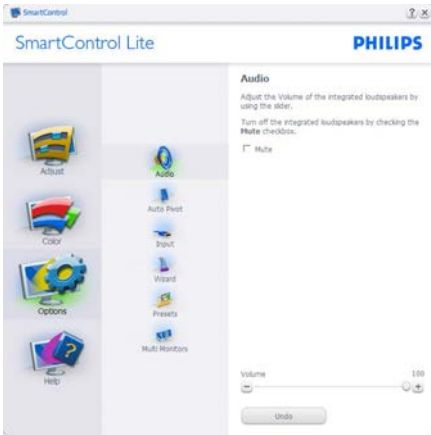 SmartControl
SmartControl Lite
PHILIPS
Adjust
Color
Options
Help
Audio
Auto Pivot
Input
Wizard
Presets
Multi Monitors
Audio
Adjust the Volume of the integrated loudspeakers by
using the slider.
Turn off the integrated loudspeakers by checking the
Mute checkbox.
Mute
Volume
100
Undo